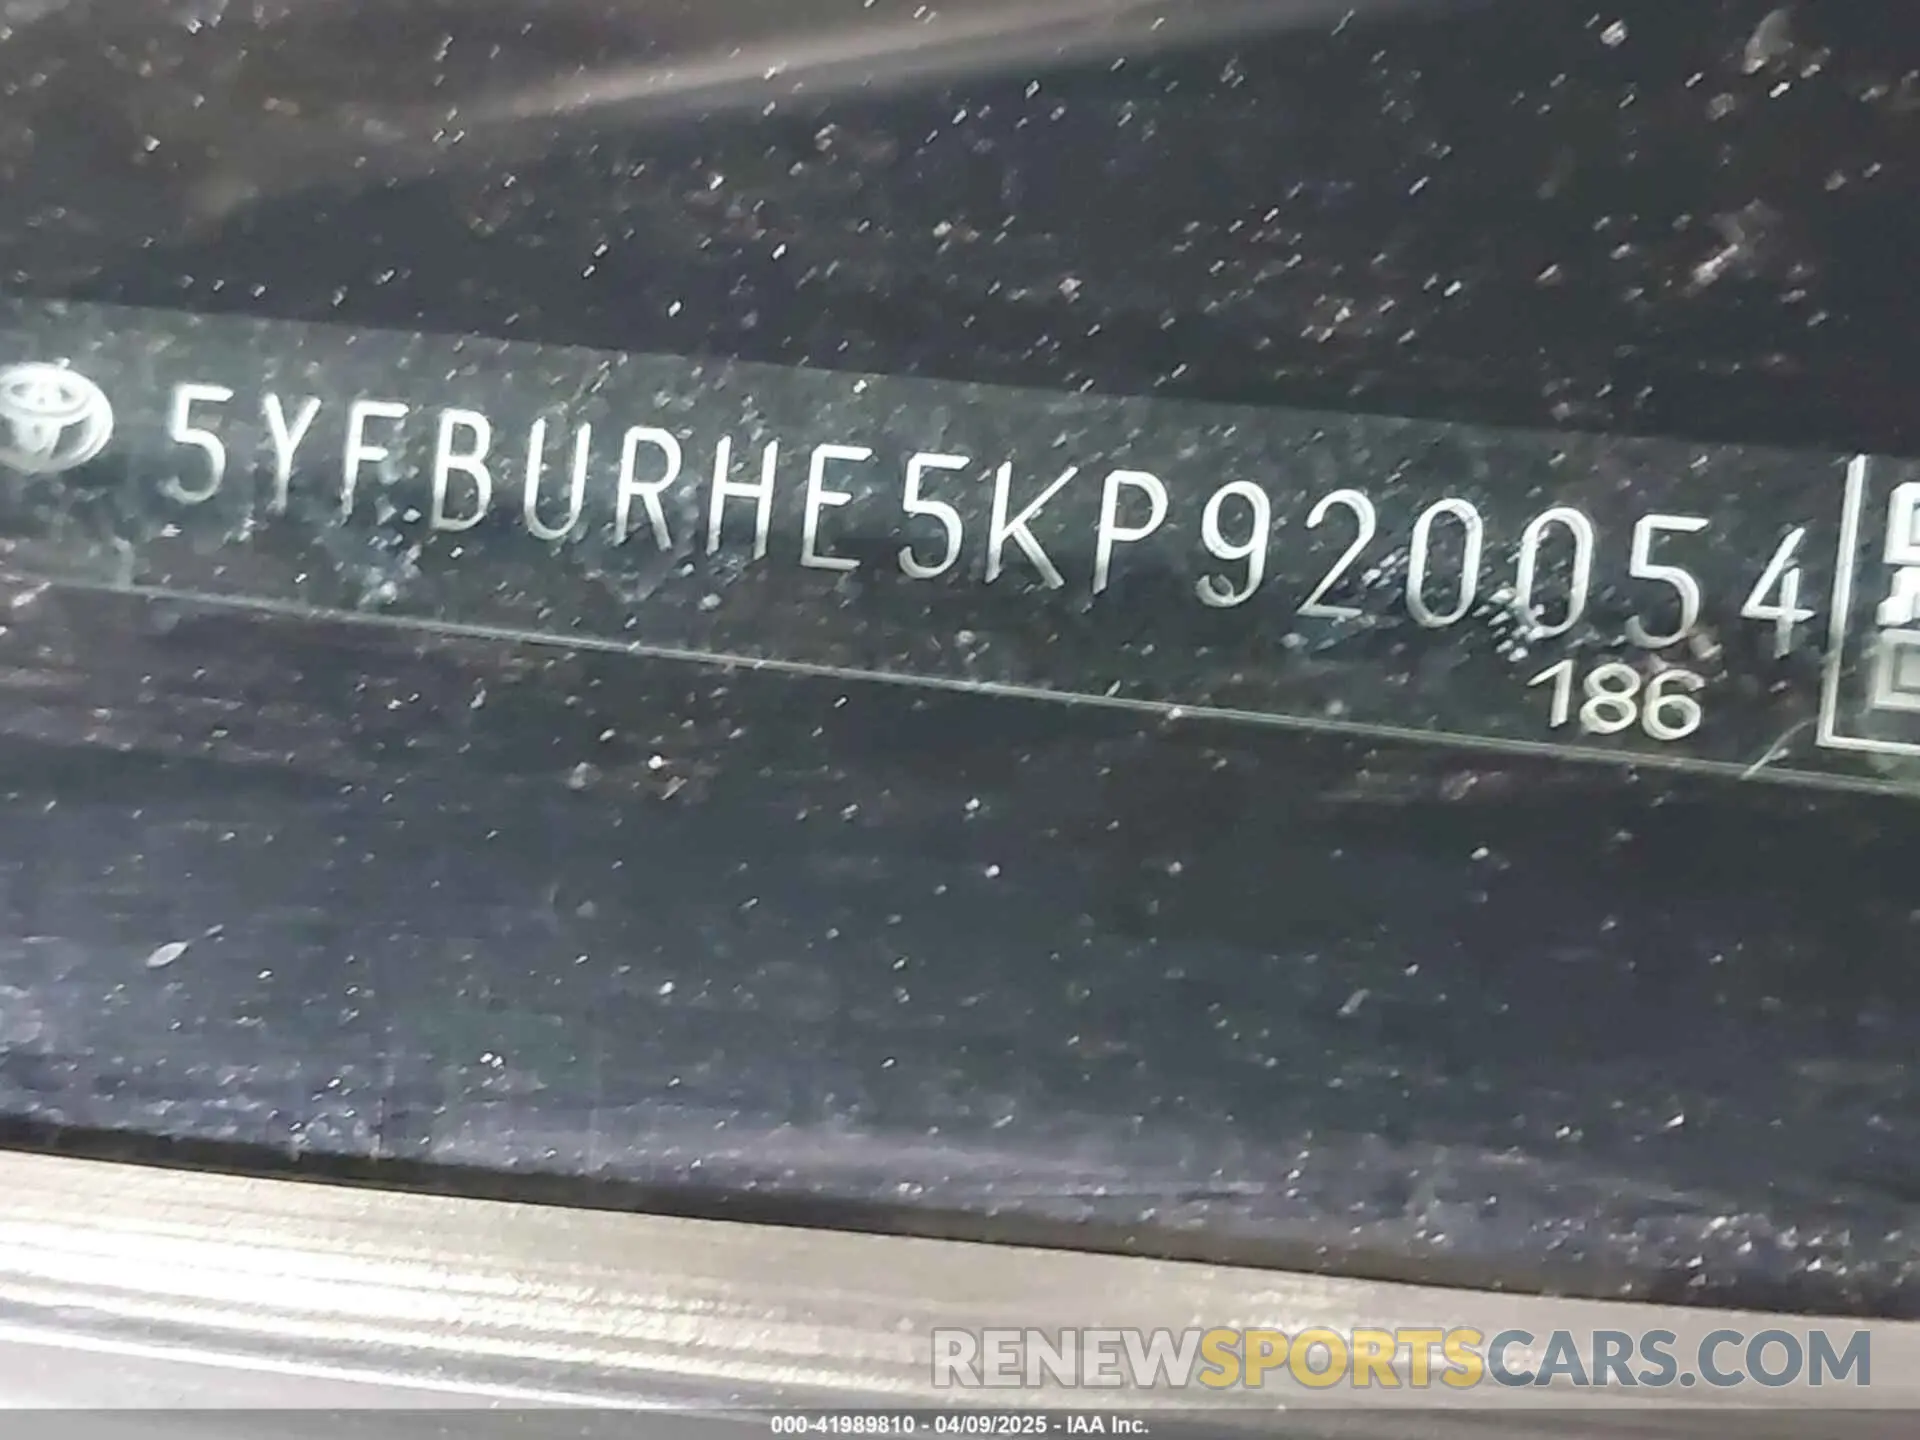 5YFBURHE5KP920054
186
RENEWSPORTSCARS.COM
000-41989810 - 04/09/2025 - IAA Inc.